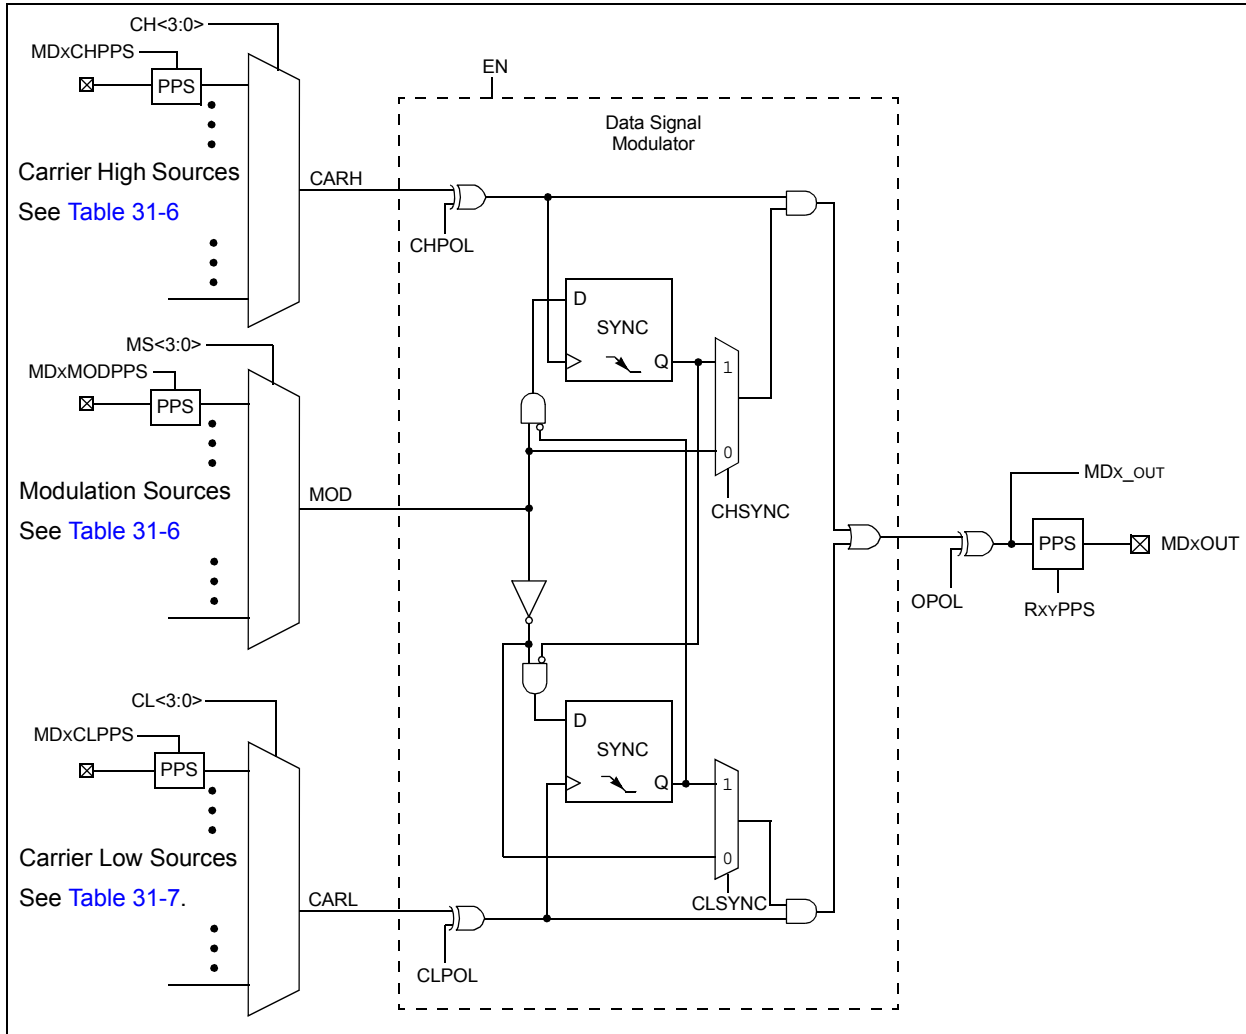 CH<3:0>
MDxCHPPS
PPS
Carrier High Sources
See Table 31-6
CARH
EN
Data Signal
Modulator
CHPOL
D
SYNC
Q
1
0
CHSYNC
MS<3:0>
MDxMODPPS
PPS
Modulation Sources
See Table 31-6
MOD
MDx_OUT
PPS
MDxOUT
OPOL
RxyPPS
CL<3:0>
MDxCLPPS
PPS
Carrier Low Sources
See Table 31-7.
CARL
D
SYNC
Q
1
0
CLSYNC
CLPOL